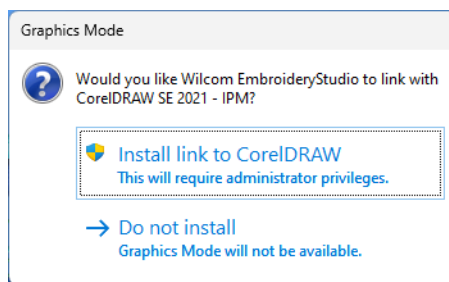 Graphics Mode
Would you like Wilcom EmbroideryStudio to link with
CorelDRAW SE 2021 - IPM?
Install link to CorelDRAW
This will require administrator privileges.
Do not install
Graphics Mode will not be available.